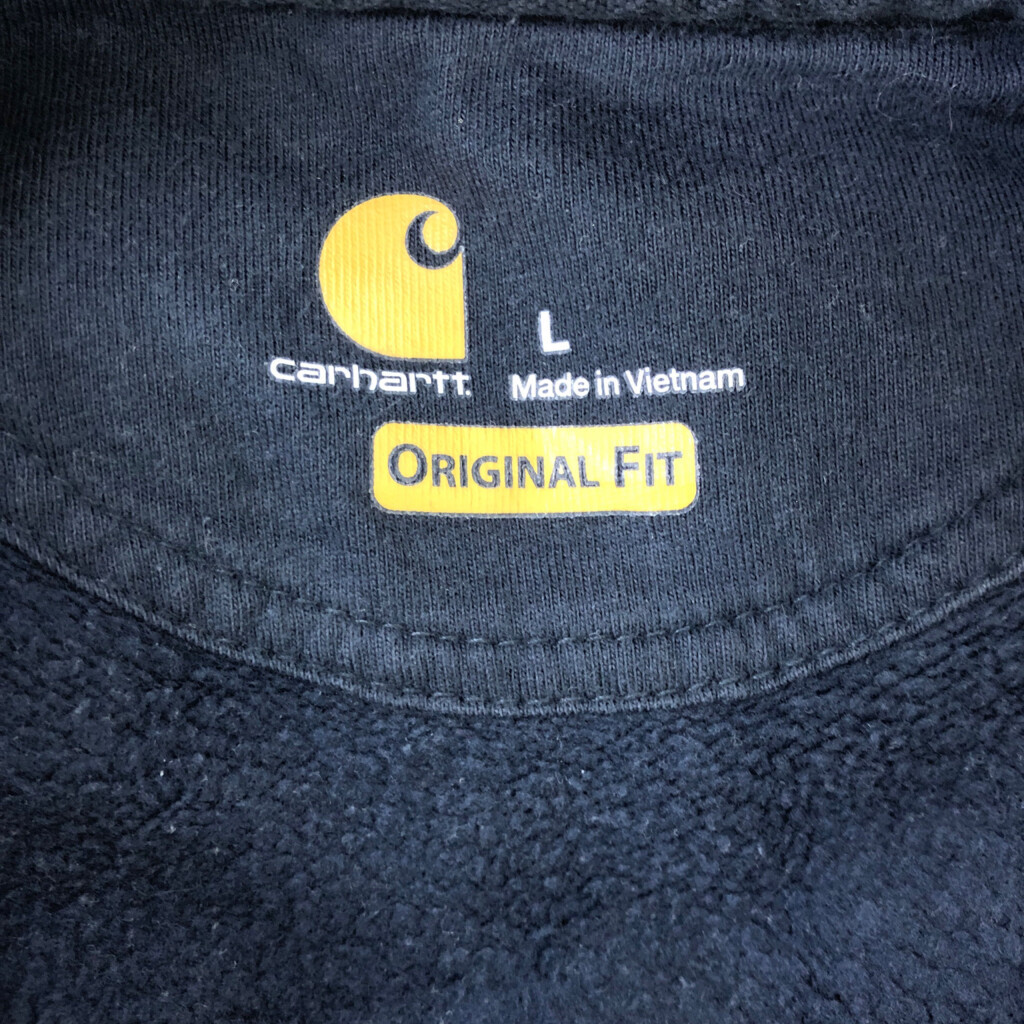 L
carhartt.
Made in Vietnam
ORIGINAL FIT